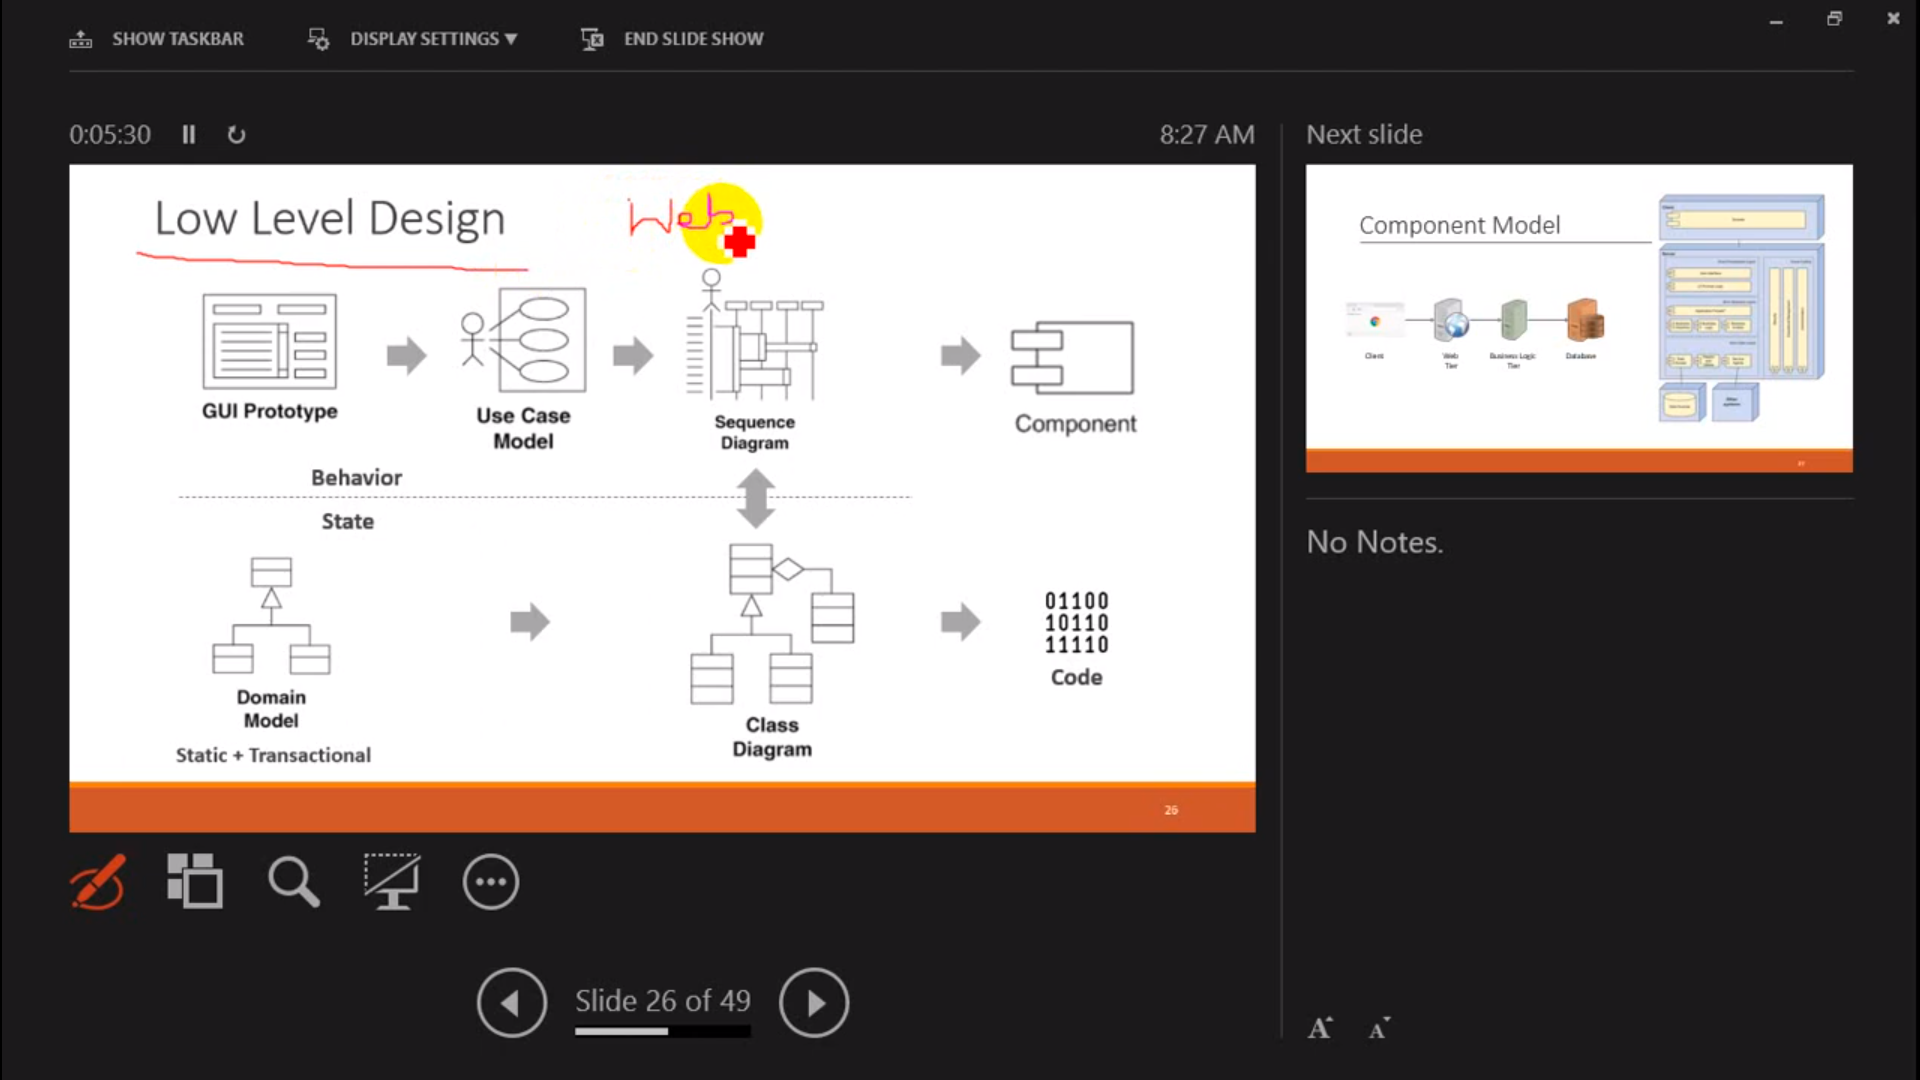 SHOW TASKBAR
DISPLAY SETTINGS
END SLIDE SHOW
0:05:30
8:27 AM
Next slide
Low Level Design
Web
GUI Prototype
Use Case
Model
Sequence
Diagram
Component
Behavior
State
Domain
Model
Static + Transactional
Class
Diagram
01100
10110
11110
Code
26
Component Model
Client
Web
Tier
Business Logic
Tier
Database
No Notes.
Slide 26 of 49
A
A